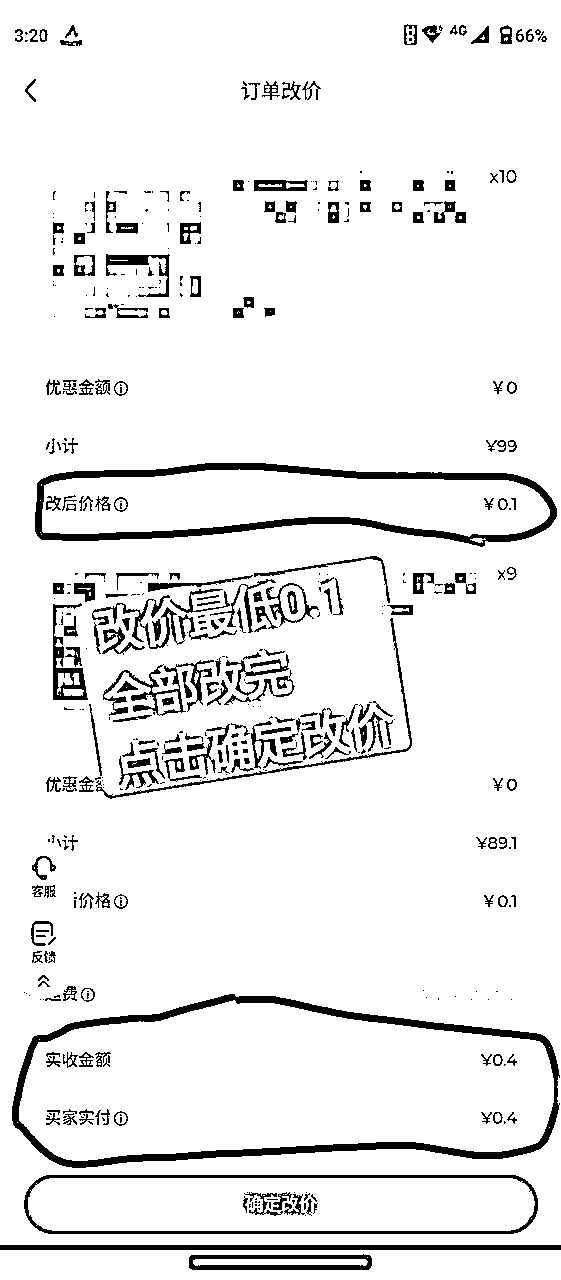 3:20
4G
66%
订单改价
x10
优惠金额
¥0
小计
¥99
改后价格
¥0.1
x9
改价最低0.1
全部改完
点击确定改价
优惠金额
¥0
小计
¥89.1
客服
价格
¥0.1
反馈
费
实收金额
¥0.4
买家实付
¥0.4
确定改价